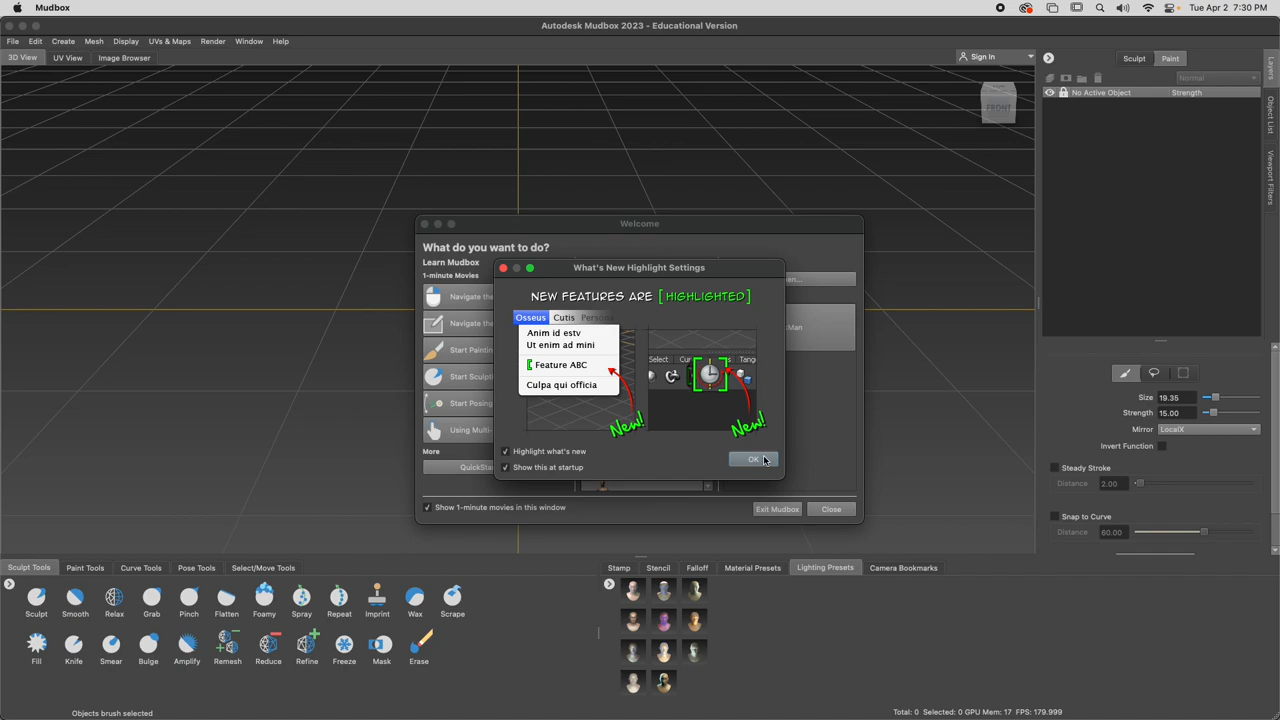 Mudbox
Tue Apr 2 7:30 PM
Autodesk Mudbox 2023 - Educational Version
File Edit Create Mesh Display UVs & Maps Render Window Help
3D View UV View Image Browser
Sign In
Sculpt Paint
Normal
No Active Object Strength
Layers
Object List
Viewport Filters
FRONT
Welcome
What do you want to do?
Learn Mudbox
1-minute Movies
Navigate the
Navigate the
Start Painting
Start Sculpt
Start Posing
Using Multi-
More
QuickStar
Show 1-minute movies in this window
Exit Mudbox Close
What's New Highlight Settings
NEW FEATURES ARE [HIGHLIGHTED]
Osseus Cutis Persona
Anim id estv
Ut enim ad mini
Feature ABC
Culpa qui officia
Select
Tang
New!
New!
Highlight what's new
Show this at startup
OK
Size 19.35
Strength 15.00
Mirror LocalX
Invert Function
Steady Stroke
Distance 2.00
Snap to Curve
Distance 60.00
Sculpt Tools Paint Tools Curve Tools Pose Tools Select/Move Tools
Stamp Stencil Falloff Material Presets Lighting Presets Camera Bookmarks
Sculpt Smooth Relax Grab Pinch Flatten Foamy Spray Repeat Imprint Wax Scrape
Fill Knife Smear Bulge Amplify Remesh Reduce Refine Freeze Mask Erase
Objects brush selected
Total: 0 Selected: 0 GPU Mem: 17 FPS: 179.999